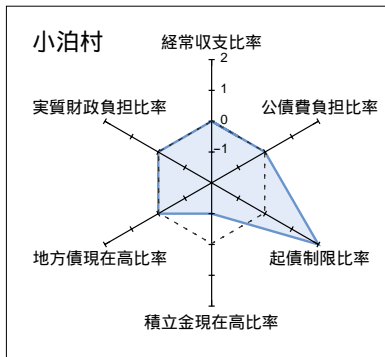 小泊村
経常収支比率
2
1
0
-1
実質財政負担比率
公債費負担比率
地方債現在高比率
起債制限比率
積立金現在高比率